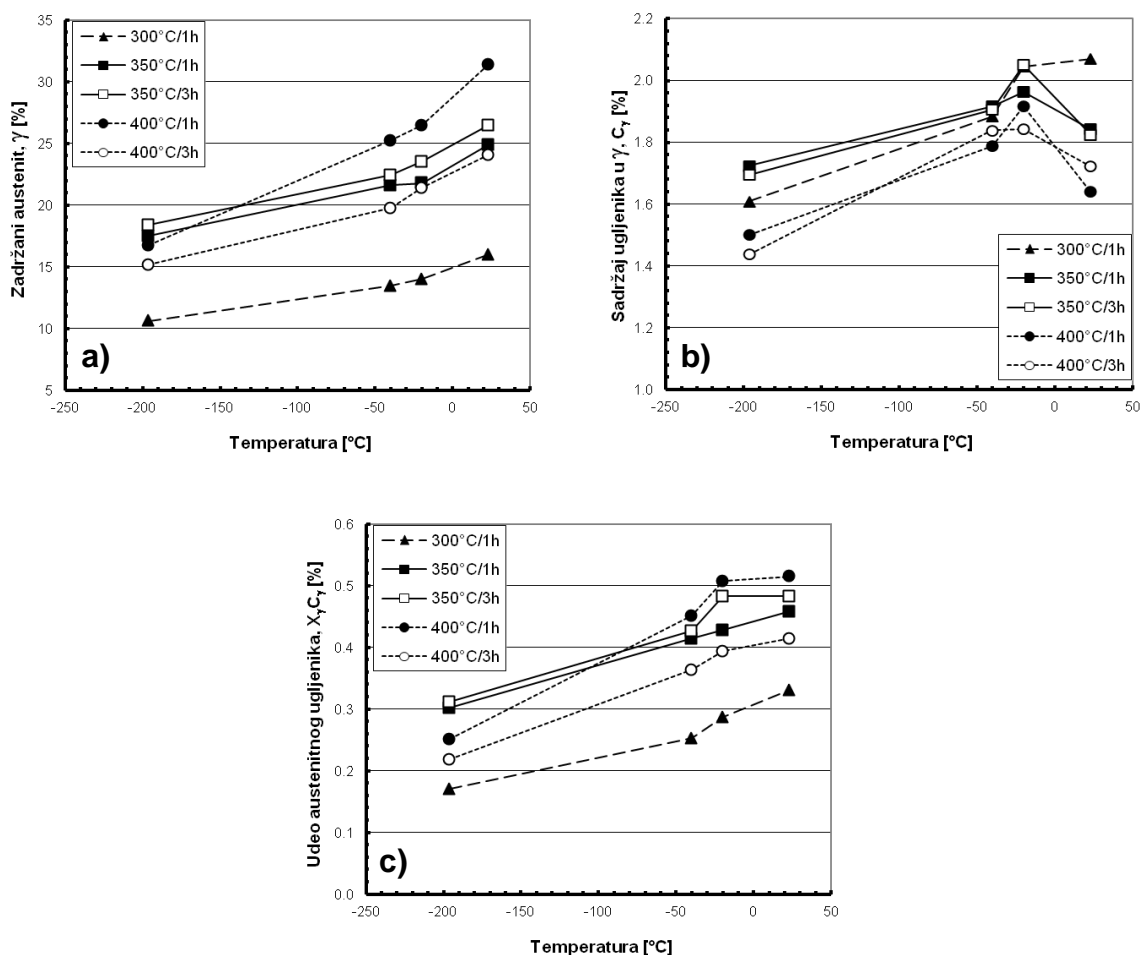 Zadržani austenit, γ [%]
35
30
25
20
15
10
5
300°C/1h
350°C/1h
350°C/3h
400°C/1h
400°C/3h
a)
-250
-200
-150
-100
-50
0
50
Temperatura [°C]
Sadržaj ugljenika u γ, Cγ [%]
2.2
2.0
1.8
1.6
1.4
1.2
1.0
300°C/1h
350°C/1h
350°C/3h
400°C/1h
400°C/3h
b)
-250
-200
-150
-100
-50
0
50
Temperatura [°C]
Udeo austenitnog ugljenika, XγCγ [%]
0.6
0.5
0.4
0.3
0.2
0.1
0.0
300°C/1h
350°C/1h
350°C/3h
400°C/1h
400°C/3h
c)
-250
-200
-150
-100
-50
0
50
Temperatura [°C]